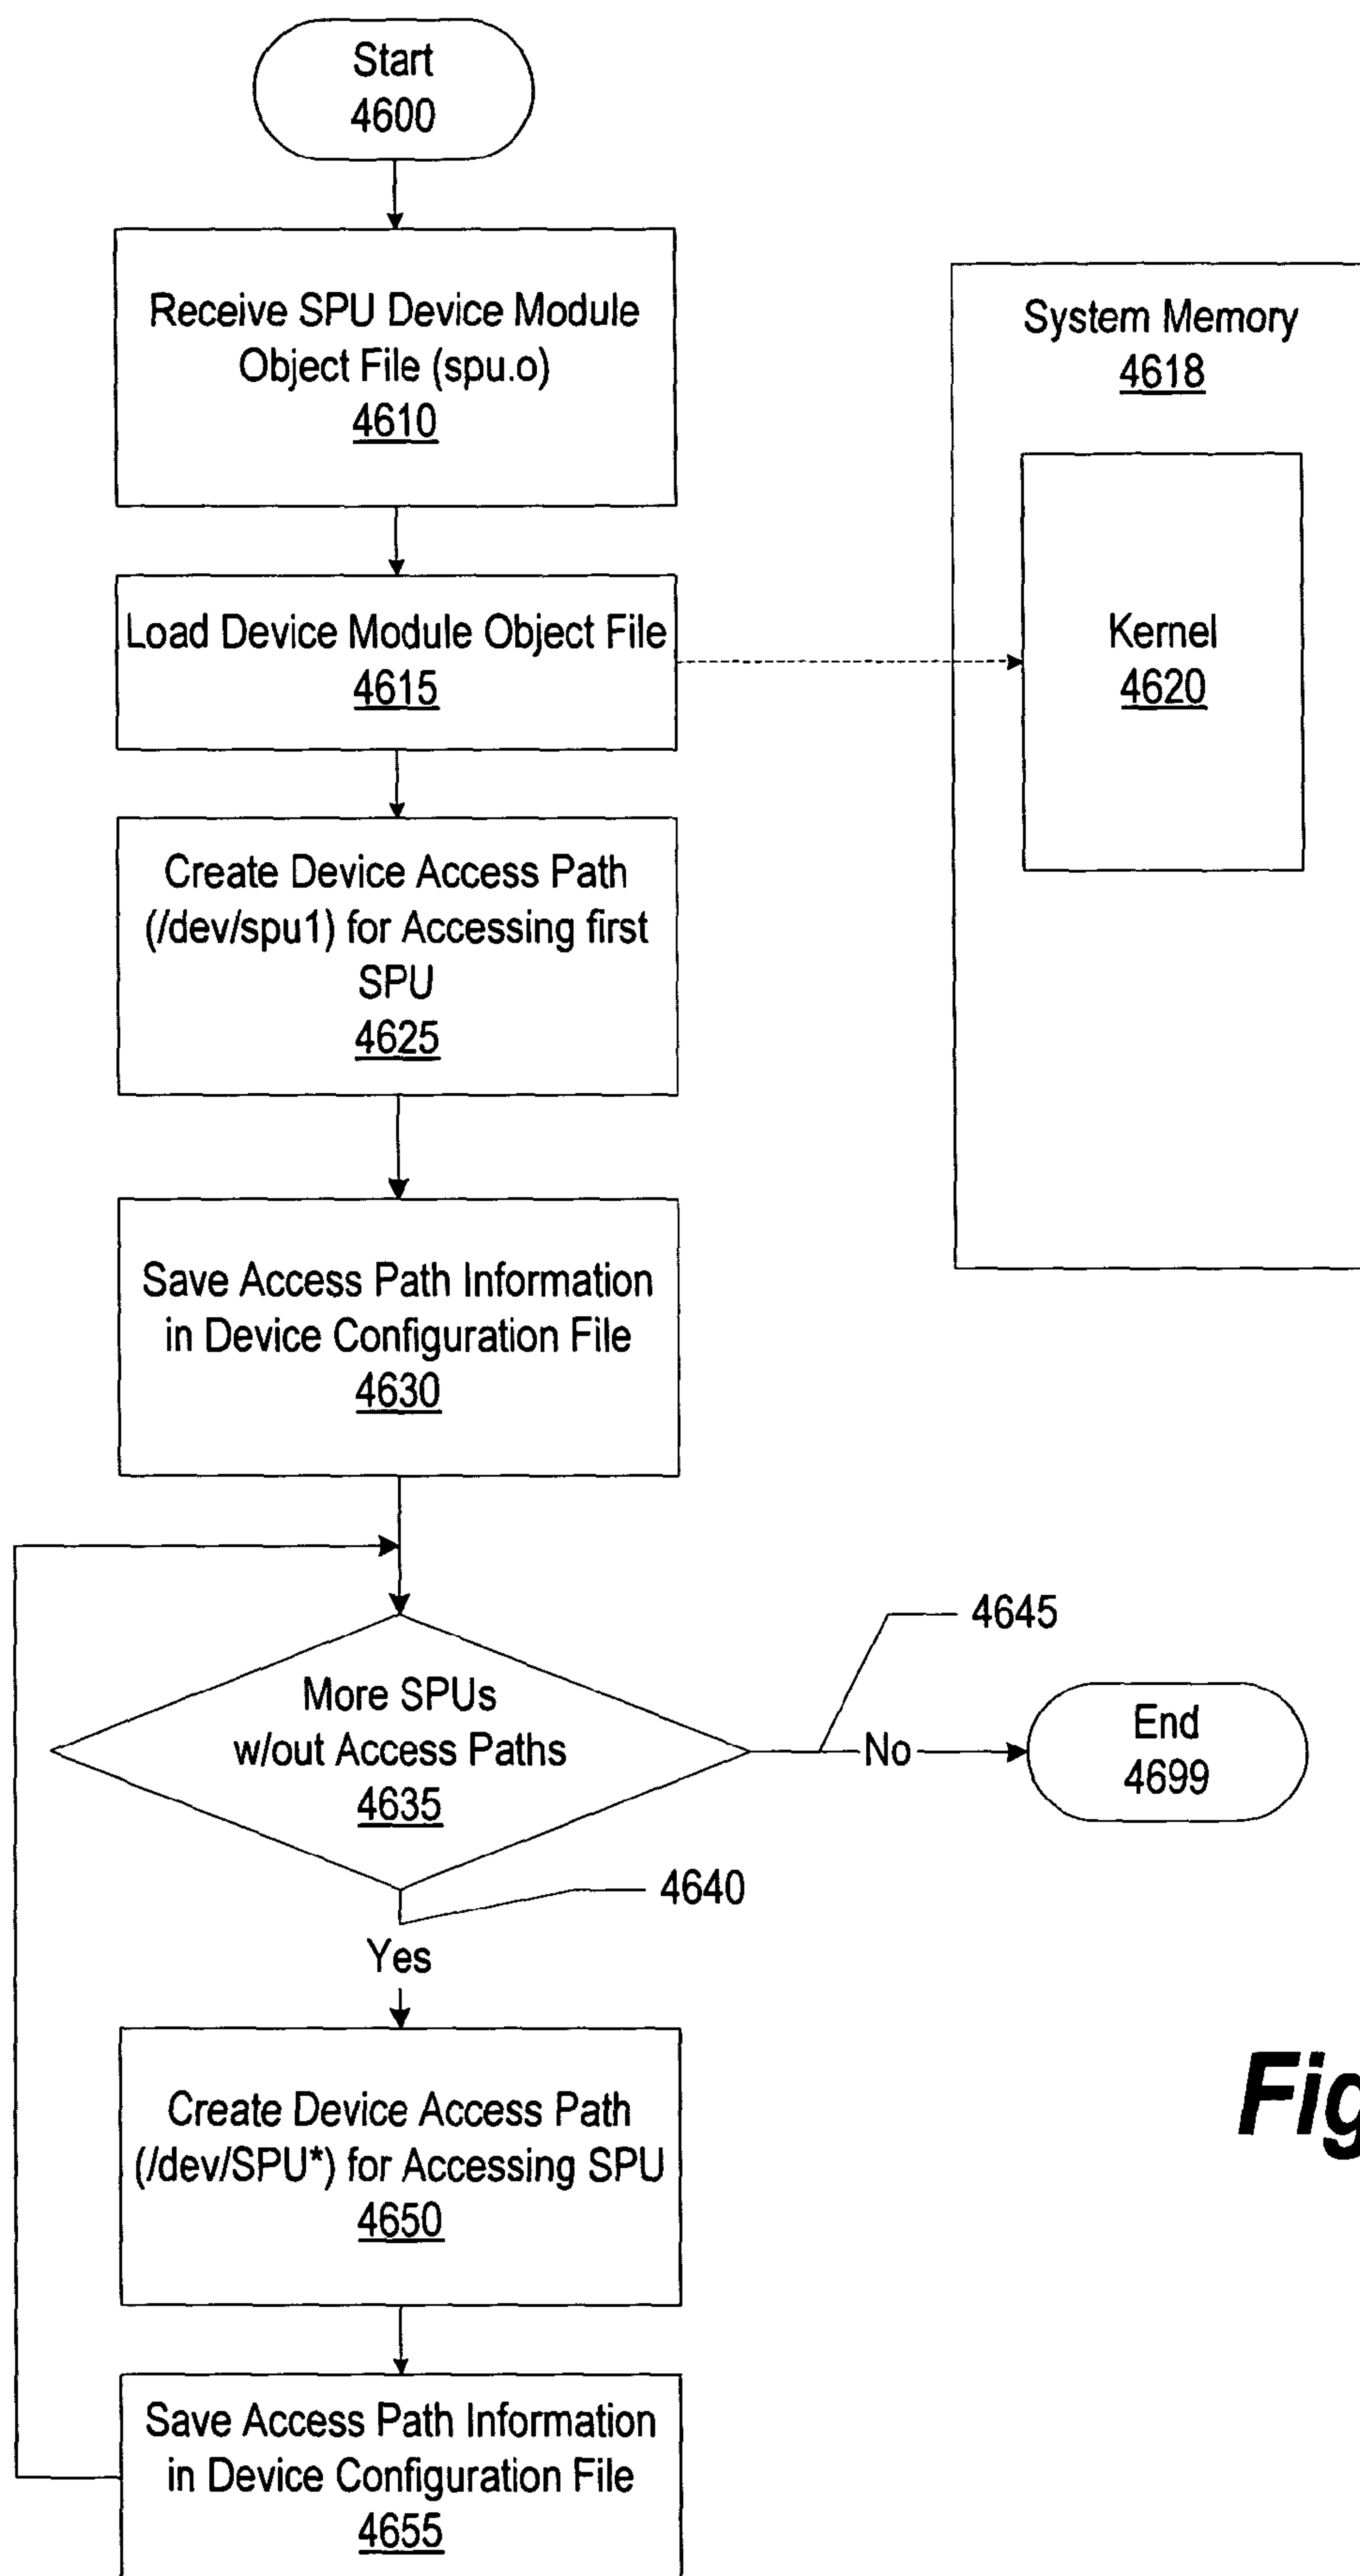 Start
4600
Receive SPU Device Module
Object File (spu.o)
4610
System Memory
4618
Load Device Module Object File
4615
Kernel
4620
Create Device Access Path
(/dev/spu1) for Accessing first
SPU
4625
Save Access Path Information
in Device Configuration File
4630
More SPUs
w/out Access Paths
4635
4645
No
End
4699
4640
Yes
Create Device Access Path
(/dev/SPU*) for Accessing SPU
4650
Fig
Save Access Path Information
in Device Configuration File
4655